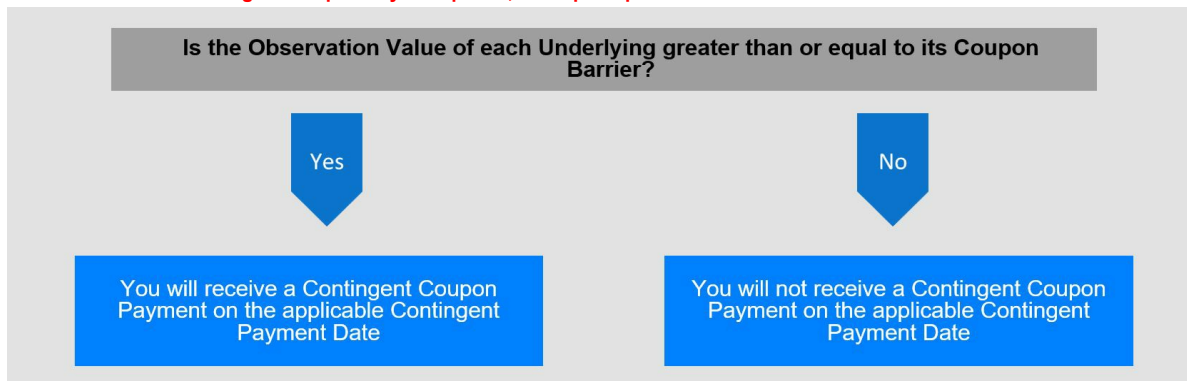 Is the Observation Value of each Underlying greater than or equal to its Coupon
Barrier?
Yes
No
You will receive a Contingent Coupon
Payment on the applicable Contingent
Payment Date
You will not receive a Contingent Coupon
Payment on the applicable Contingent
Payment Date